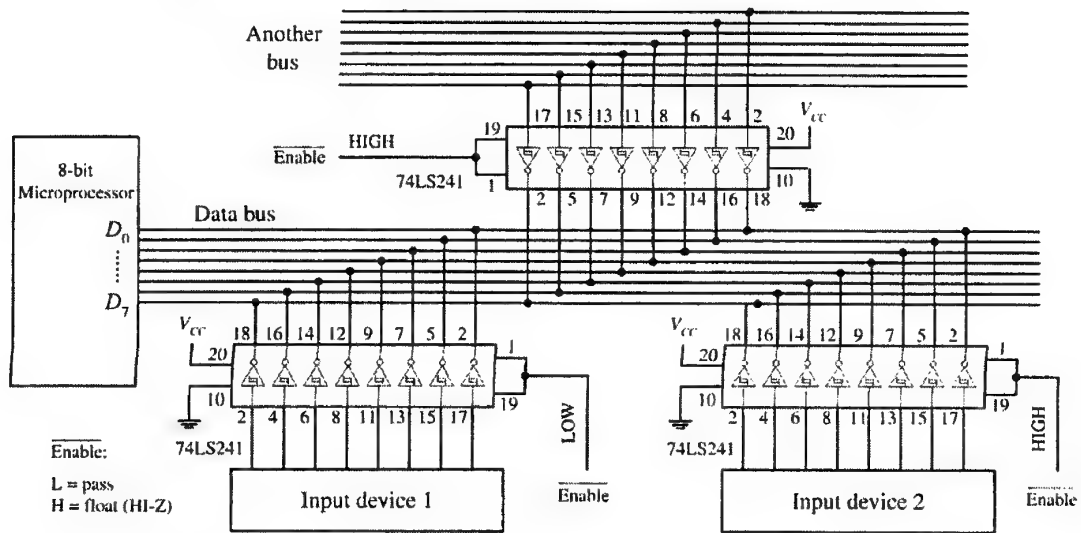 Another
bus
17 15 13 11 8 6 4 2
V_CC
20
10
19
1
HIGH
Enable
74LS241
2 5 7 9 12 14 16 18
8-bit
Microprocessor
D0
D7
Data bus
V_CC
20
10
18 16 14 12 9 7 5 2
1
19
2 4 6 8 11 13 15 17
74LS241
LOW
Enable
Input device 1
V_CC
20
10
18 16 14 12 9 7 5 2
1
19
2 4 6 8 11 13 15 17
74LS241
HIGH
Enable
Input device 2
Enable:
L = pass
H = float (HI-Z)